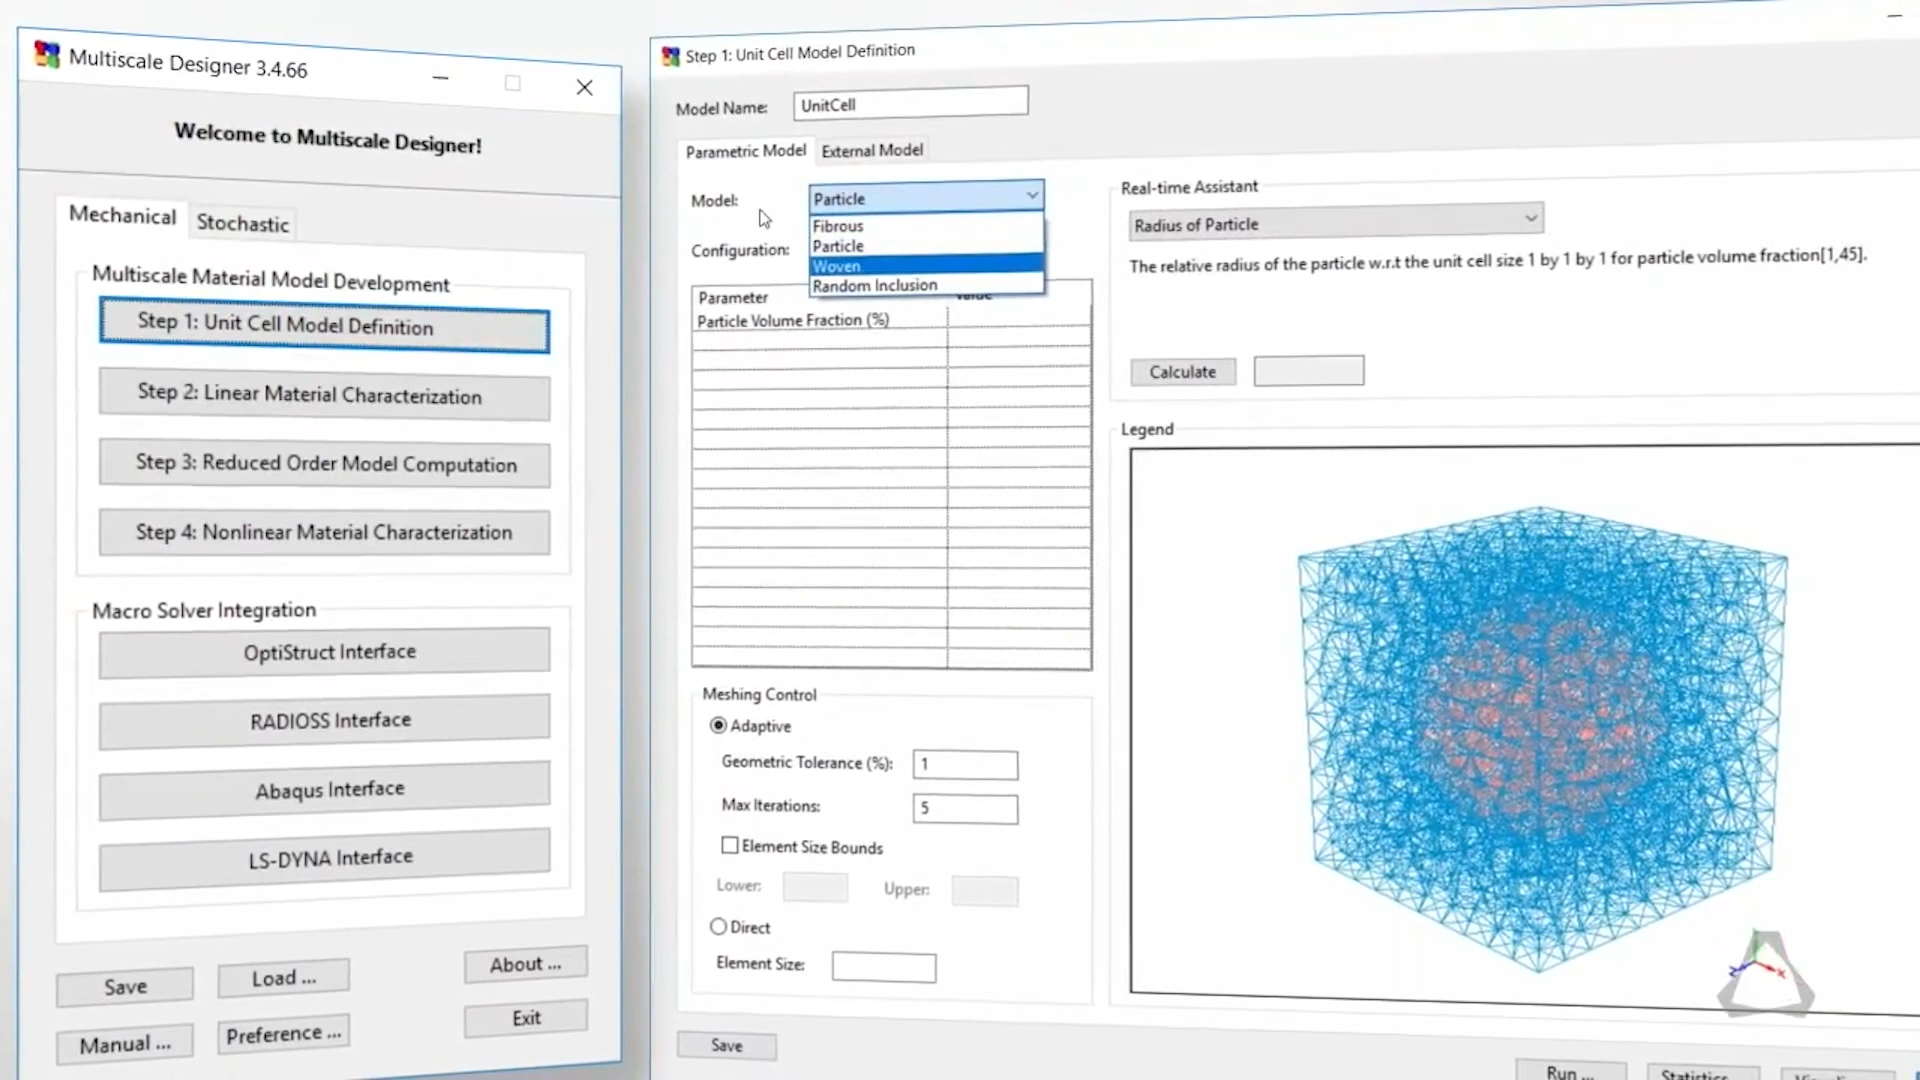 Multiscale Designer 3.4.66
Welcome to Multiscale Designer!
Mechanical
Stochastic
Multiscale Material Model Development
Step 1: Unit Cell Model Definition
Step 2: Linear Material Characterization
Step 3: Reduced Order Model Computation
Step 4: Nonlinear Material Characterization
Macro Solver Integration
OptiStruct Interface
RADIOSS Interface
Abaqus Interface
LS-DYNA Interface
Save
Load ...
About ...
Manual ...
Preference ...
Exit
Step 1: Unit Cell Model Definition
Model Name:
UnitCell
Parametric Model
External Model
Model:
Particle
Fibrous
Particle
Woven
Random Inclusion
Configuration:
Parameter
Value
Particle Volume Fraction (%)
Meshing Control
Adaptive
Geometric Tolerance (%):
1
Max Iterations:
5
Element Size Bounds
Lower:
Upper:
Direct
Element Size:
Save
Real-time Assistant
Radius of Particle
The relative radius of the particle w.r.t the unit cell size 1 by 1 by 1 for particle volume fraction[1,45].
Calculate
Legend
Z
X
Run ...
Statistics